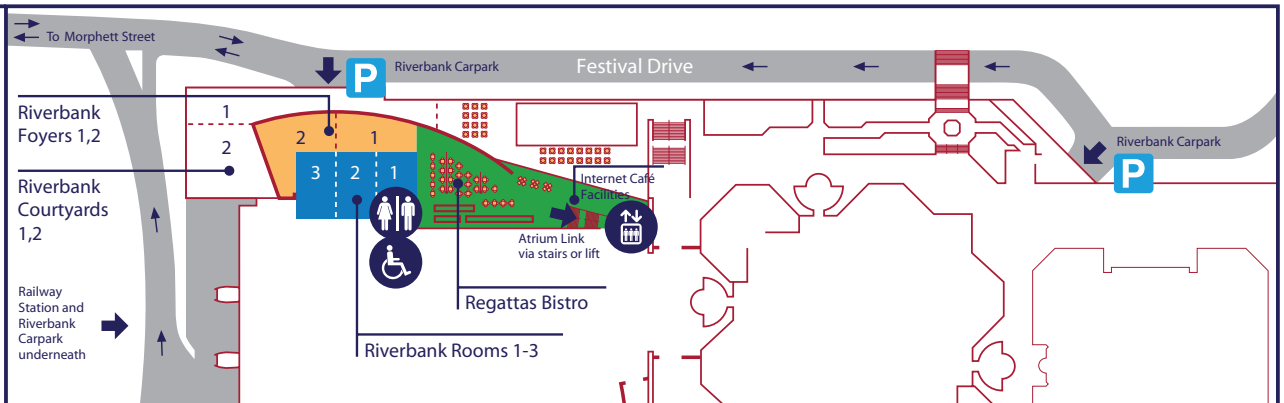 To Morphett Street
P
Riverbank Carpark
Festival Drive
Riverbank
Foyers 1,2
1
2
2
1
3
2
1
Riverbank Carpark
P
Riverbank
Courtyards
1,2
Internet Café
Facilities
Atrium Link
via stairs or lift
Railway
Station and
Riverbank
Carpark
underneath
Regattas Bistro
Riverbank Rooms 1-3